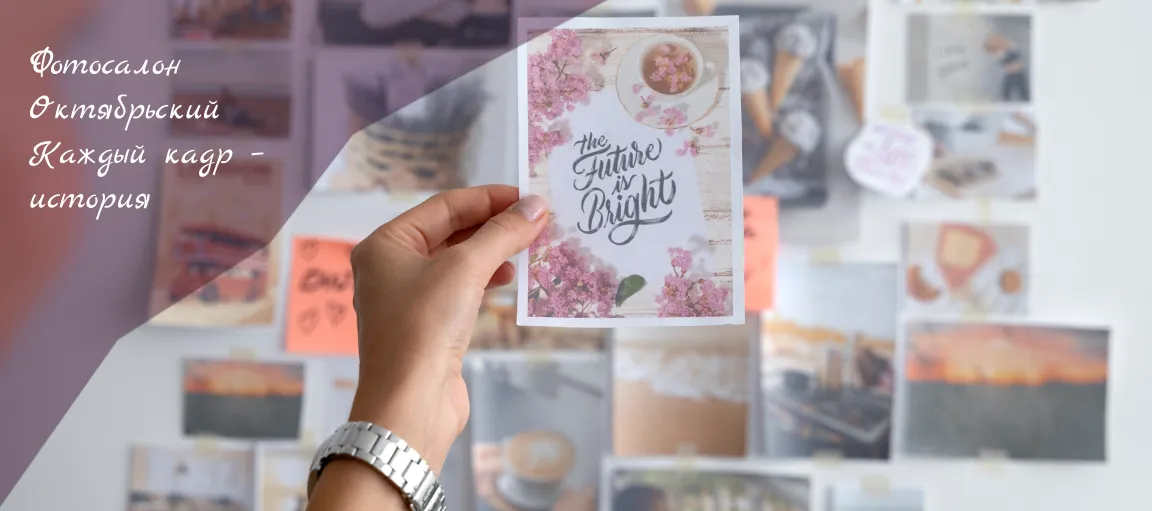 Фотосалон
Октябрьский
Каждый кадр -
история
the
Future
is
Bright